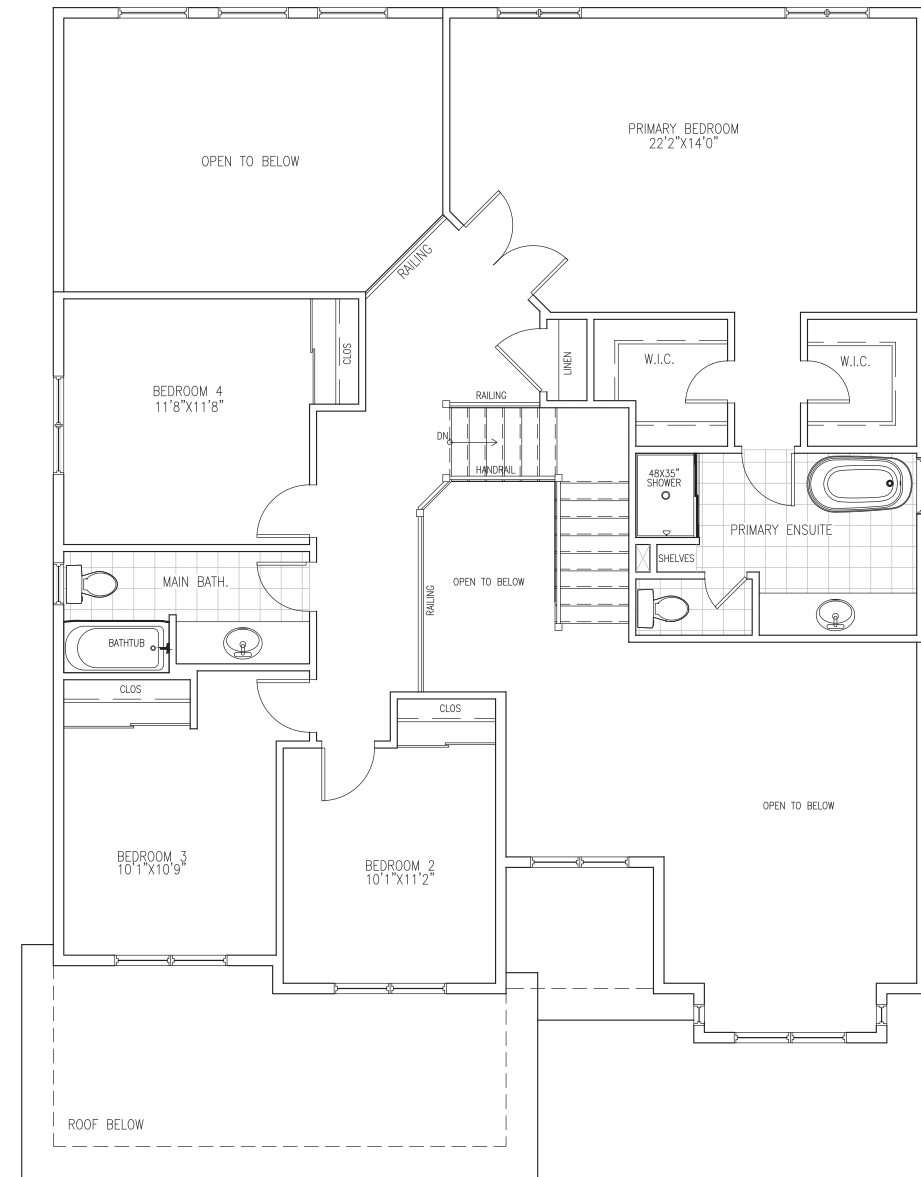 PRIMARY BEDROOM
22'2"X14'0"
OPEN TO BELOW
RAILING
CLOS
LINEN
W.I.C.
W.I.C.
BEDROOM 4
11'8"X11'8"
RAILING
DN
HANDRAIL
48X35"
SHOWER
PRIMARY ENSUITE
SHELVES
MAIN BATH.
OPEN TO BELOW
RAILING
BATHTUB
CLOS
CLOS
OPEN TO BELOW
BEDROOM 3
10'1"X10'9"
BEDROOM 2
10'1"X11'2"
ROOF BELOW